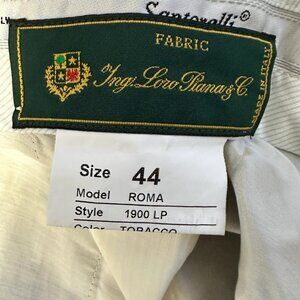 Santorelli®
FABRIC
Ing. Loro Piana & C.
MADE IN ITALY
Size 44
Model ROMA
Style 1900 LP
Color TOBACCO